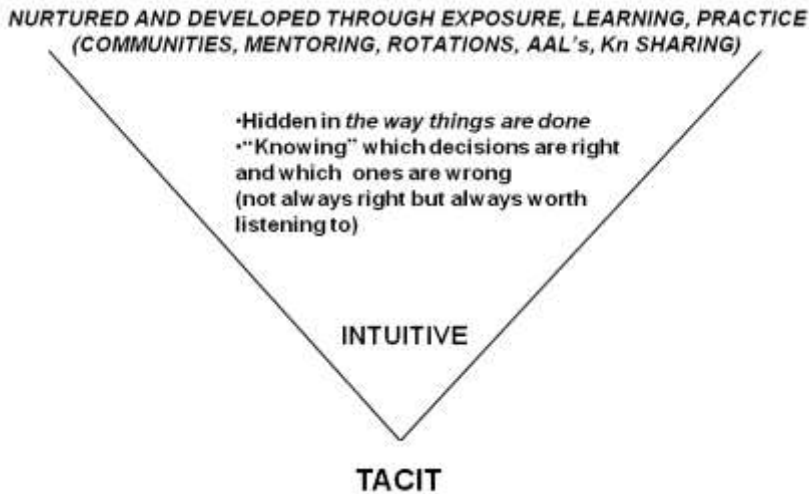 NURTURED AND DEVELOPED THROUGH EXPOSURE, LEARNING, PRACTICE
(COMMUNITIES, MENTORING, ROTATIONS, AAL's, Kn SHARING)
•Hidden in the way things are done
•"Knowing" which decisions are right
and which ones are wrong
(not always right but always worth
listening to)
INTUITIVE
TACIT